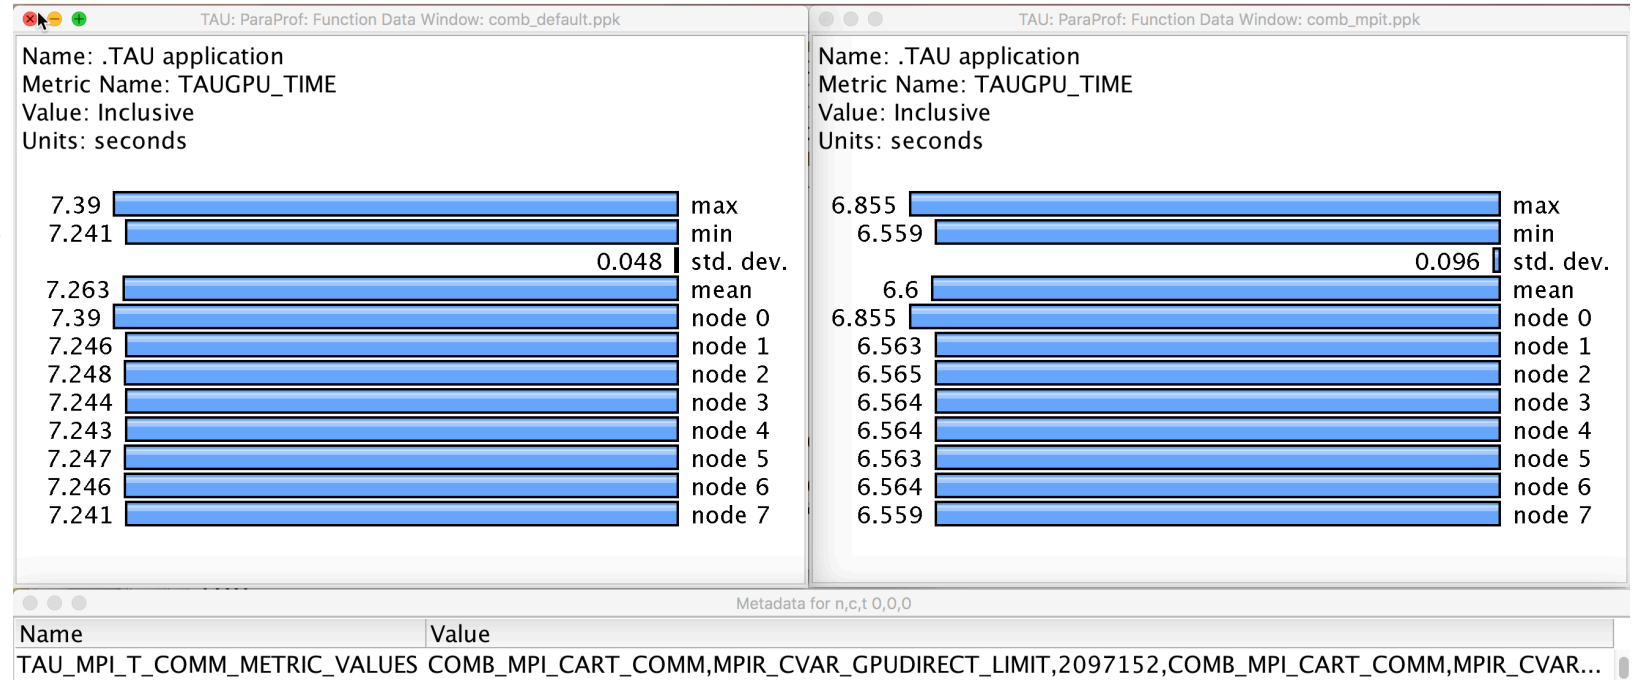 TAU: ParaProf: Function Data Window: comb_default.ppk
Name: .TAU application
Metric Name: TAUGPU_TIME
Value: Inclusive
Units: seconds
7.39 max
7.241 min
0.048 std. dev.
7.263 mean
7.39 node 0
7.246 node 1
7.248 node 2
7.244 node 3
7.243 node 4
7.247 node 5
7.246 node 6
7.241 node 7
TAU: ParaProf: Function Data Window: comb_mpit.ppk
Name: .TAU application
Metric Name: TAUGPU_TIME
Value: Inclusive
Units: seconds
6.855 max
6.559 min
0.096 std. dev.
6.6 mean
6.855 node 0
6.563 node 1
6.565 node 2
6.564 node 3
6.564 node 4
6.563 node 5
6.564 node 6
6.559 node 7
Metadata for n,c,t 0,0,0
Name Value
TAU_MPI_T_COMM_METRIC_VALUES COMB_MPI_CART_COMM,MPIR_CVAR_GPUDIRECT_LIMIT,2097152,COMB_MPI_CART_COMM,MPIR_CVAR...